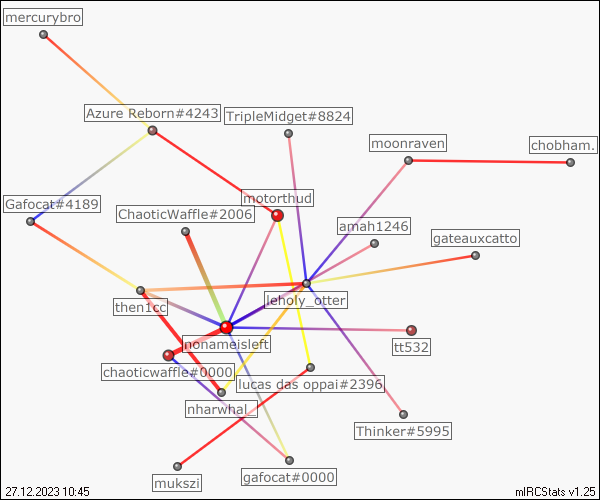 mercurybro
Azure Reborn#4243
TripleMidget#8824
moonraven
chobham.
motorthud
Gafocat#4189
ChaoticWaffle#2006
amah1246
gateauxcatto
then1cc
leholy_otter
nonameisleft
tt532
chaoticwaffle#0000
lucas das oppai#2396
nharwhal_
Thinker#5995
mukszi
gafocat#0000
27.12.2023 10:45
mIRCStats v1.25